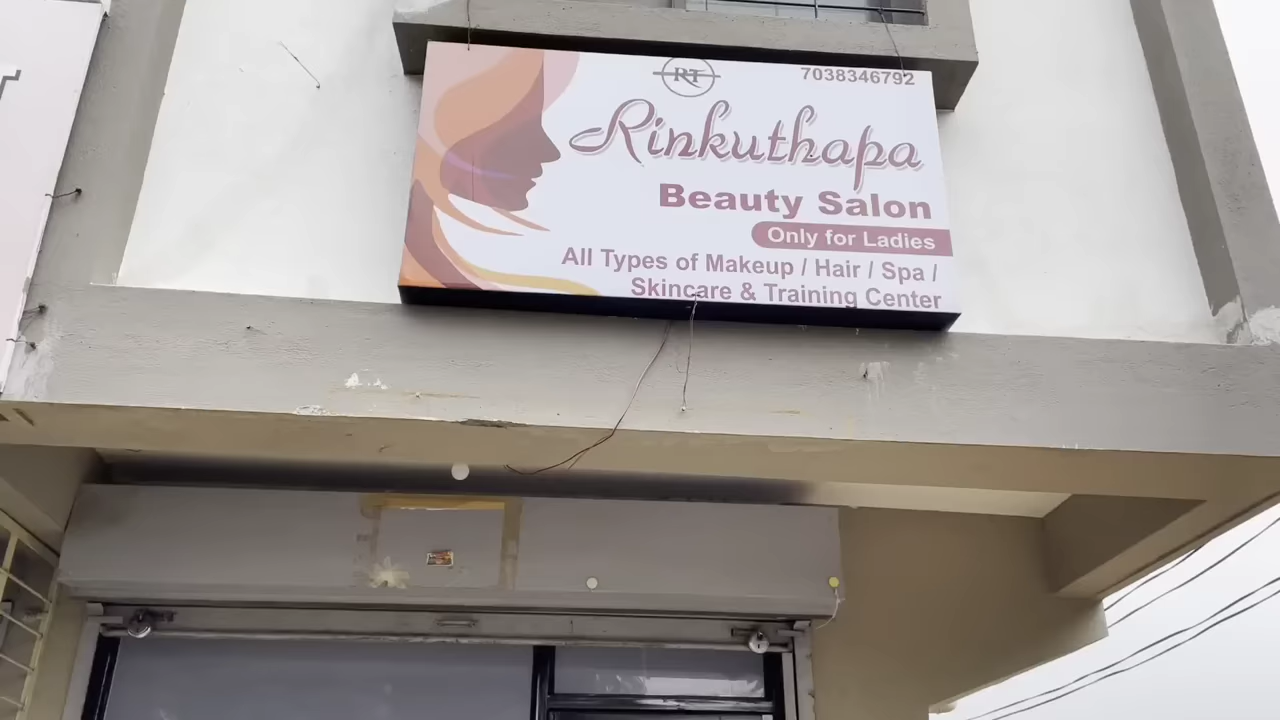 RT
7038346792
Rinkuthapa
Beauty Salon
Only for Ladies
All Types of Makeup / Hair / Spa /
Skincare & Training Center